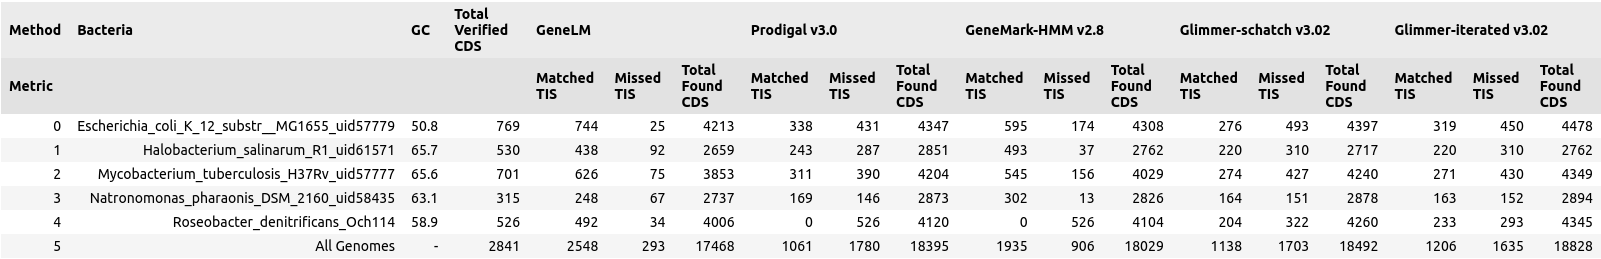 Method Bacteria GC Total Verified CDS GeneLM Prodigal v3.0 GeneMark-HMM v2.8 Glimmer-schatch v3.02 Glimmer-iterated v3.02
Metric Matched TIS Missed TIS Total Found CDS Matched TIS Missed TIS Total Found CDS Matched TIS Missed TIS Total Found CDS Matched TIS Missed TIS Total Found CDS Matched TIS Missed TIS Total Found CDS
0 Escherichia_coli_K_12_substr__MG1655_uid57779 50.8 769 744 25 4213 338 431 4347 595 174 4308 276 493 4397 319 450 4478
1 Halobacterium_salinarum_R1_uid61571 65.7 530 438 92 2659 243 287 2851 493 37 2762 220 310 2717 220 310 2762
2 Mycobacterium_tuberculosis_H37Rv_uid57777 65.6 701 626 75 3853 311 390 4204 545 156 4029 274 427 4240 271 430 4349
3 Natronomonas_pharaonis_DSM_2160_uid58435 63.1 315 248 67 2737 169 146 2873 302 13 2826 164 151 2878 163 152 2894
4 Roseobacter_denitrificans_Och114 58.9 526 492 34 4006 0 526 4120 0 526 4104 204 322 4260 233 293 4345
5 All Genomes - 2841 2548 293 17468 1061 1780 18395 1935 906 18029 1138 1703 18492 1206 1635 18828